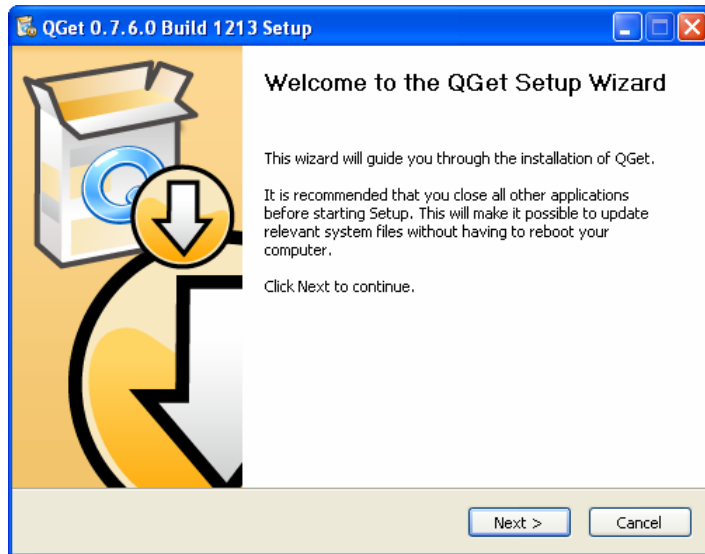 QGet 0.7.6.0 Build 1213 Setup
Welcome to the QGet Setup Wizard
This wizard will guide you through the installation of QGet.
It is recommended that you close all other applications
before starting Setup. This will make it possible to update
relevant system files without having to reboot your
computer.
Click Next to continue.
Next >
Cancel